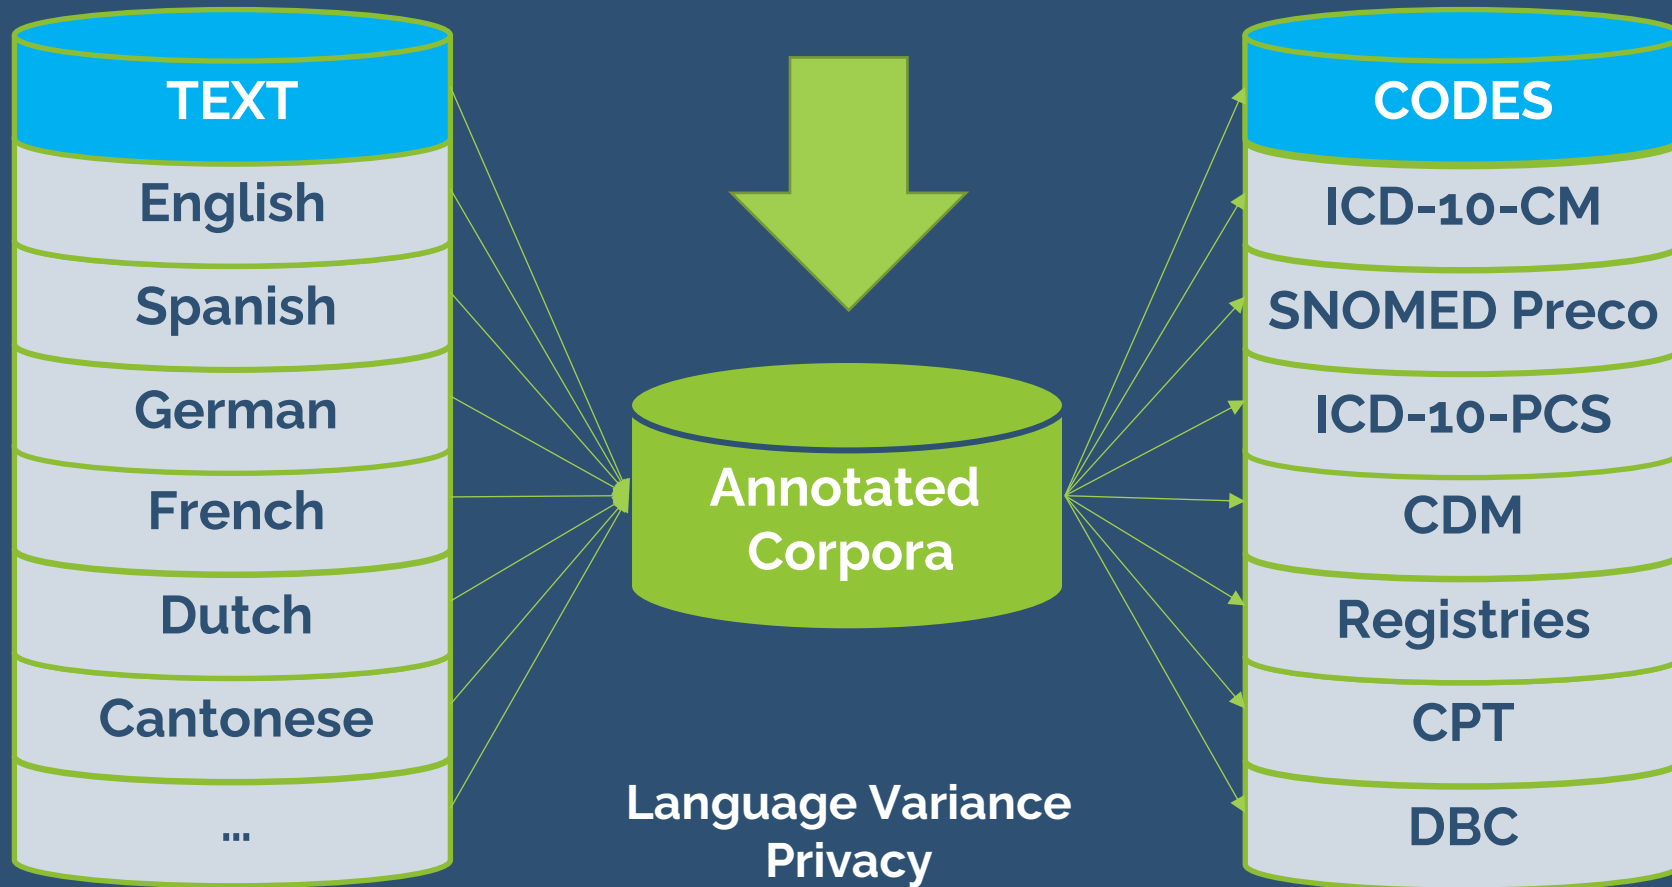 TEXT
English
Spanish
German
French
Dutch
Cantonese
...
Annotated
Corpora
Language Variance
Privacy
CODES
ICD-10-CM
SNOMED Preco
ICD-10-PCS
CDM
Registries
CPT
DBC